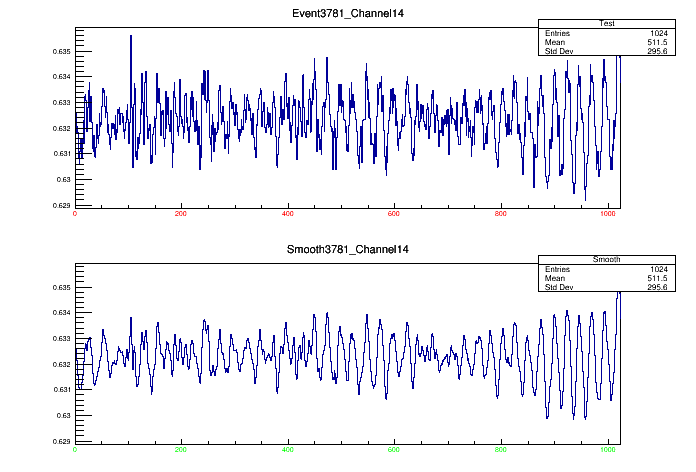 Event3781_Channel14
Test
Entries 1024
Mean 511.5
Std Dev 295.6
0.635
0.634
0.633
0.632
0.631
0.63
0.629
0 200 400 600 800 1000
Smooth3781_Channel14
Smooth
Entries 1024
Mean 511.5
Std Dev 295.6
0.635
0.634
0.633
0.632
0.631
0.63
0.629
0 200 400 600 800 1000